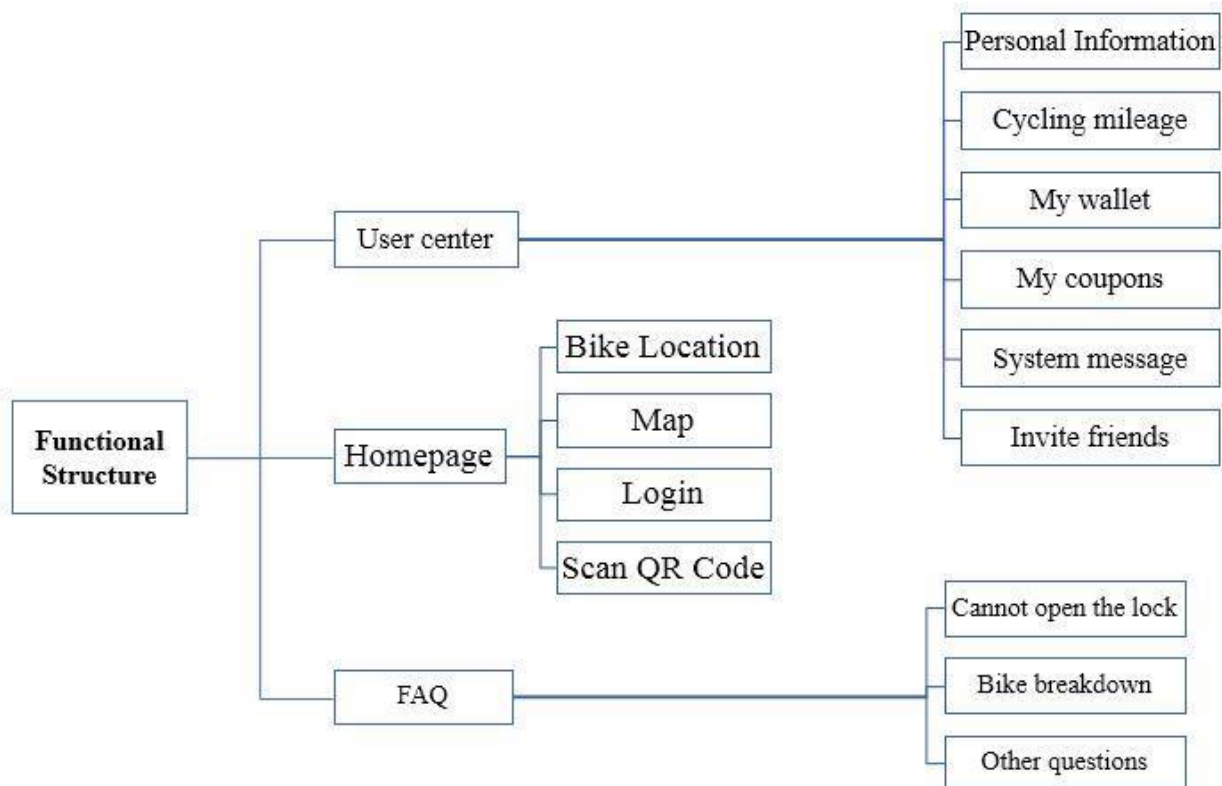 Functional
Structure
User center
Personal Information
Cycling mileage
My wallet
My coupons
System message
Invite friends
Homepage
Bike Location
Map
Login
Scan QR Code
FAQ
Cannot open the lock
Bike breakdown
Other questions